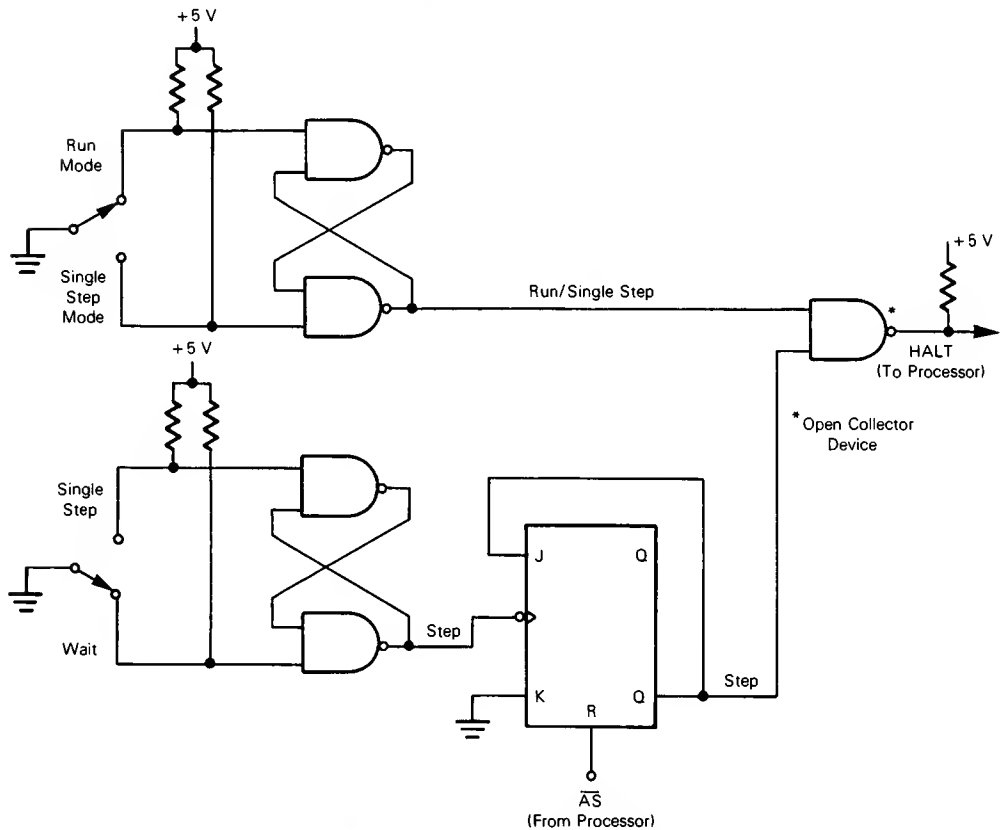 +5 V
Run
Mode
Single
Step
Mode
Run/Single Step
+5 V
*
HALT
(To Processor)
*Open Collector
Device
+5 V
Single
Step
Wait
Step
J
Q
K
Q
R
Step
AS
(From Processor)